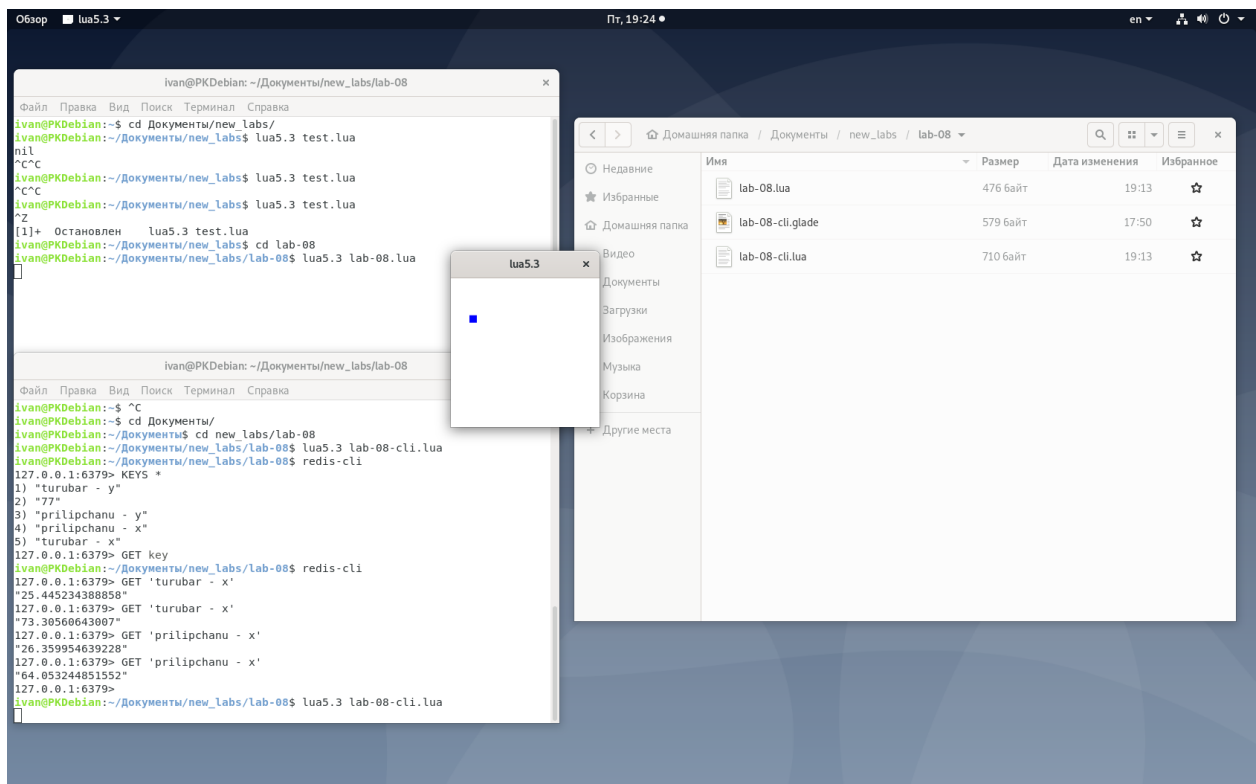 Обзор lua5.3 Пт, 19:24 en
ivan@PKDebian: ~/Документы/new_labs/lab-08 ×
Файл Правка Вид Поиск Терминал Справка
ivan@PKDebian:~$ cd Документы/new_labs/
ivan@PKDebian:~/Документы/new_labs$ lua5.3 test.lua
nil
^C^C
ivan@PKDebian:~/Документы/new_labs$ lua5.3 test.lua
^C^C
ivan@PKDebian:~/Документы/new_labs$ lua5.3 test.lua
^Z
[1]+  Остановлен    lua5.3 test.lua
ivan@PKDebian:~/Документы/new_labs$ cd lab-08
ivan@PKDebian:~/Документы/new_labs/lab-08$ lua5.3 lab-08.lua
ivan@PKDebian: ~/Документы/new_labs/lab-08
Файл Правка Вид Поиск Терминал Справка
ivan@PKDebian:~$ ^C
ivan@PKDebian:~$ cd Документы/
ivan@PKDebian:~/Документы$ cd new_labs/lab-08
ivan@PKDebian:~/Документы/new_labs/lab-08$ lua5.3 lab-08-cli.lua
ivan@PKDebian:~/Документы/new_labs/lab-08$ redis-cli
127.0.0.1:6379> KEYS *
1) "turubar - y"
2) "77"
3) "prilipchanu - y"
4) "prilipchanu - x"
5) "turubar - x"
127.0.0.1:6379> GET key
ivan@PKDebian:~/Документы/new_labs/lab-08$ redis-cli
127.0.0.1:6379> GET 'turubar - x'
"25.445234388858"
127.0.0.1:6379> GET 'turubar - x'
"73.30560643007"
127.0.0.1:6379> GET 'prilipchanu - x'
"26.359954639228"
127.0.0.1:6379> GET 'prilipchanu - x'
"64.053244851552"
127.0.0.1:6379>
ivan@PKDebian:~/Документы/new_labs/lab-08$ lua5.3 lab-08-cli.lua
lua5.3 ×
Домашняя папка / Документы / new_labs / lab-08 ×
Недавние
Избранные
Домашняя папка
Видео
Документы
Загрузки
Изображения
Музыка
Корзина
+ Другие места
Имя Размер Дата изменения Избранное
lab-08.lua 476 байт 19:13
lab-08-cli.glade 579 байт 17:50
lab-08-cli.lua 710 байт 19:13